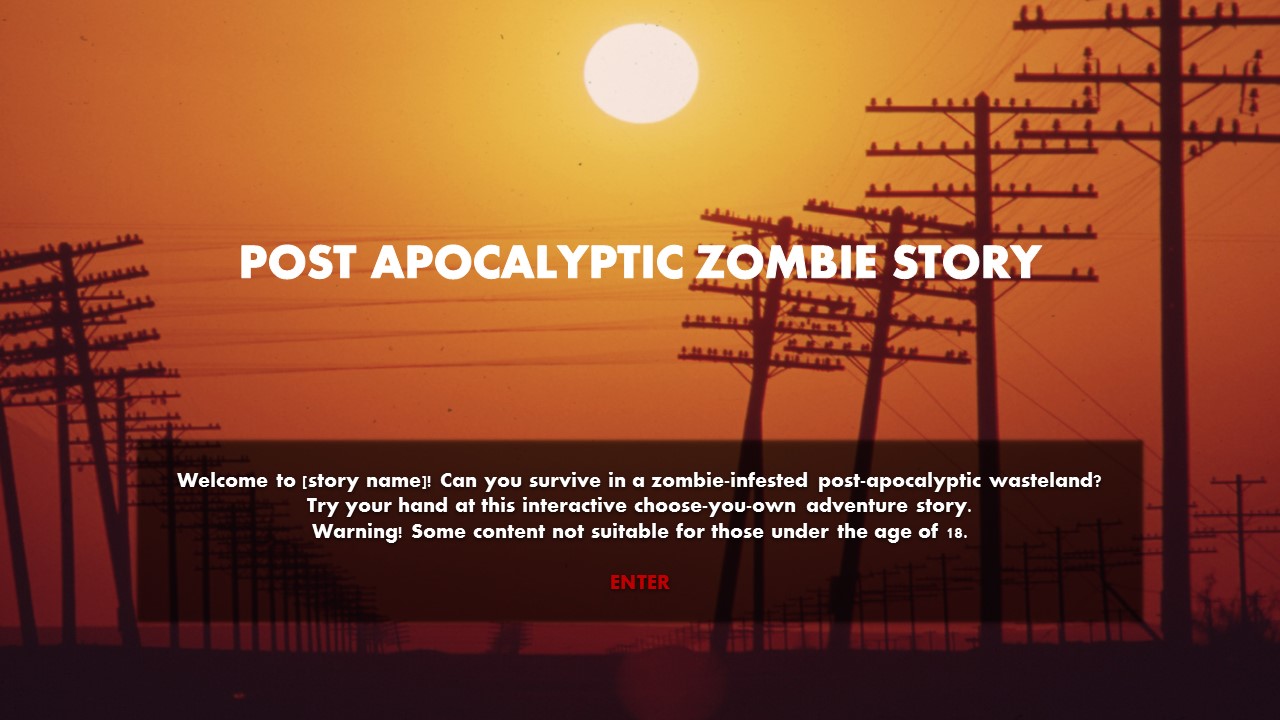 POST APOCALYPTIC ZOMBIE STORY
Welcome to [story name]! Can you survive in a zombie-infested post-apocalyptic wasteland?
Try your hand at this interactive choose-you-own adventure story.
Warning! Some content not suitable for those under the age of 18.
ENTER